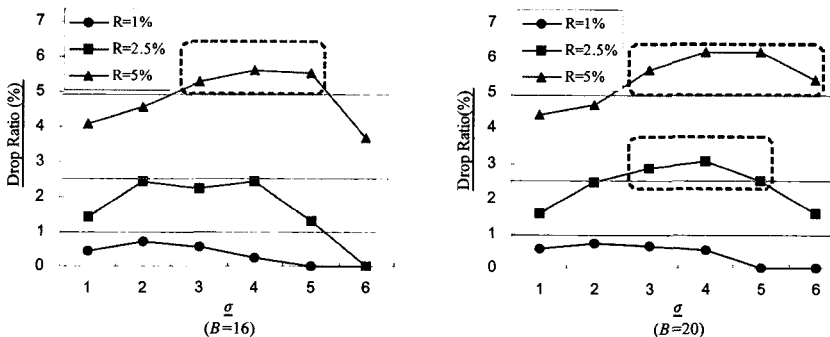 7
6
5
4
3
2
1
0
Drop Ratio (%)
R=1%
R=2.5%
R=5%
1 2 3 4 5 6
σ
(B=16)
7
6
5
4
3
2
1
0
Drop Ratio(%)
R=1%
R=2.5%
R=5%
1 2 3 4 5 6
σ
(B=20)